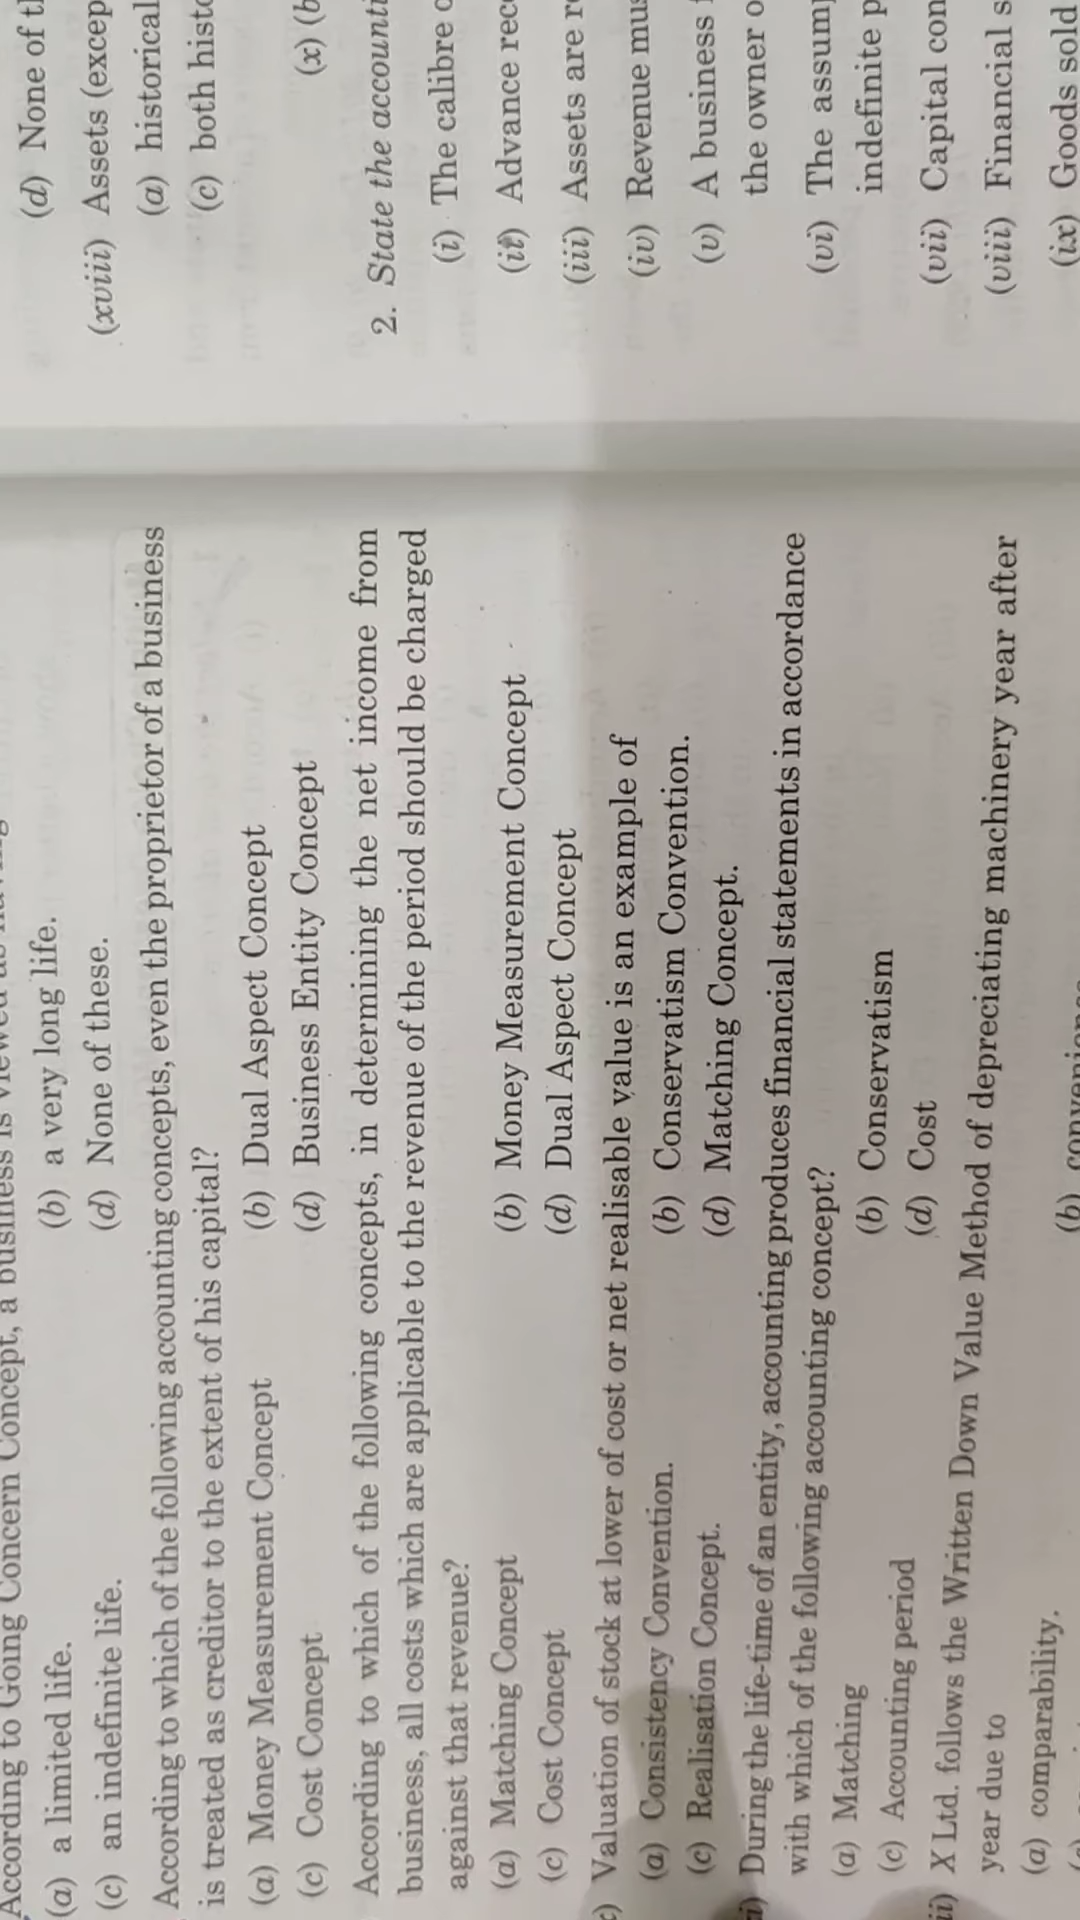 According to Going Concern Concept, a business is viewed as having
(a) a limited life. (b) a very long life.
(c) an indefinite life. (d) None of these.
According to which of the following accounting concepts, even the proprietor of a business
is treated as creditor to the extent of his capital?
(a) Money Measurement Concept (b) Dual Aspect Concept
(c) Cost Concept (d) Business Entity Concept
According to which of the following concepts, in determining the net income from
business, all costs which are applicable to the revenue of the period should be charged
against that revenue?
(a) Matching Concept (b) Money Measurement Concept
(c) Cost Concept (d) Dual Aspect Concept
Valuation of stock at lower of cost or net realisable value is an example of
(a) Consistency Convention. (b) Conservatism Convention.
(c) Realisation Concept. (d) Matching Concept.
During the life-time of an entity, accounting produces financial statements in accordance
with which of the following accounting concept?
(a) Matching (b) Conservatism
(c) Accounting period (d) Cost
ii) X Ltd. follows the Written Down Value Method of depreciating machinery year after
year due to
(a) comparability. (b)
(d) None of
(xviii) Assets
(a) historical
(c) both
(x) (b
2. State the
(i) The calibre
(ii) Advance
(iii) Assets are
(iv) Revenue
(v) A business
the owner
(vi) The
indefinite
(vii) Capital
(viii) Financial
(ix) Goods sold